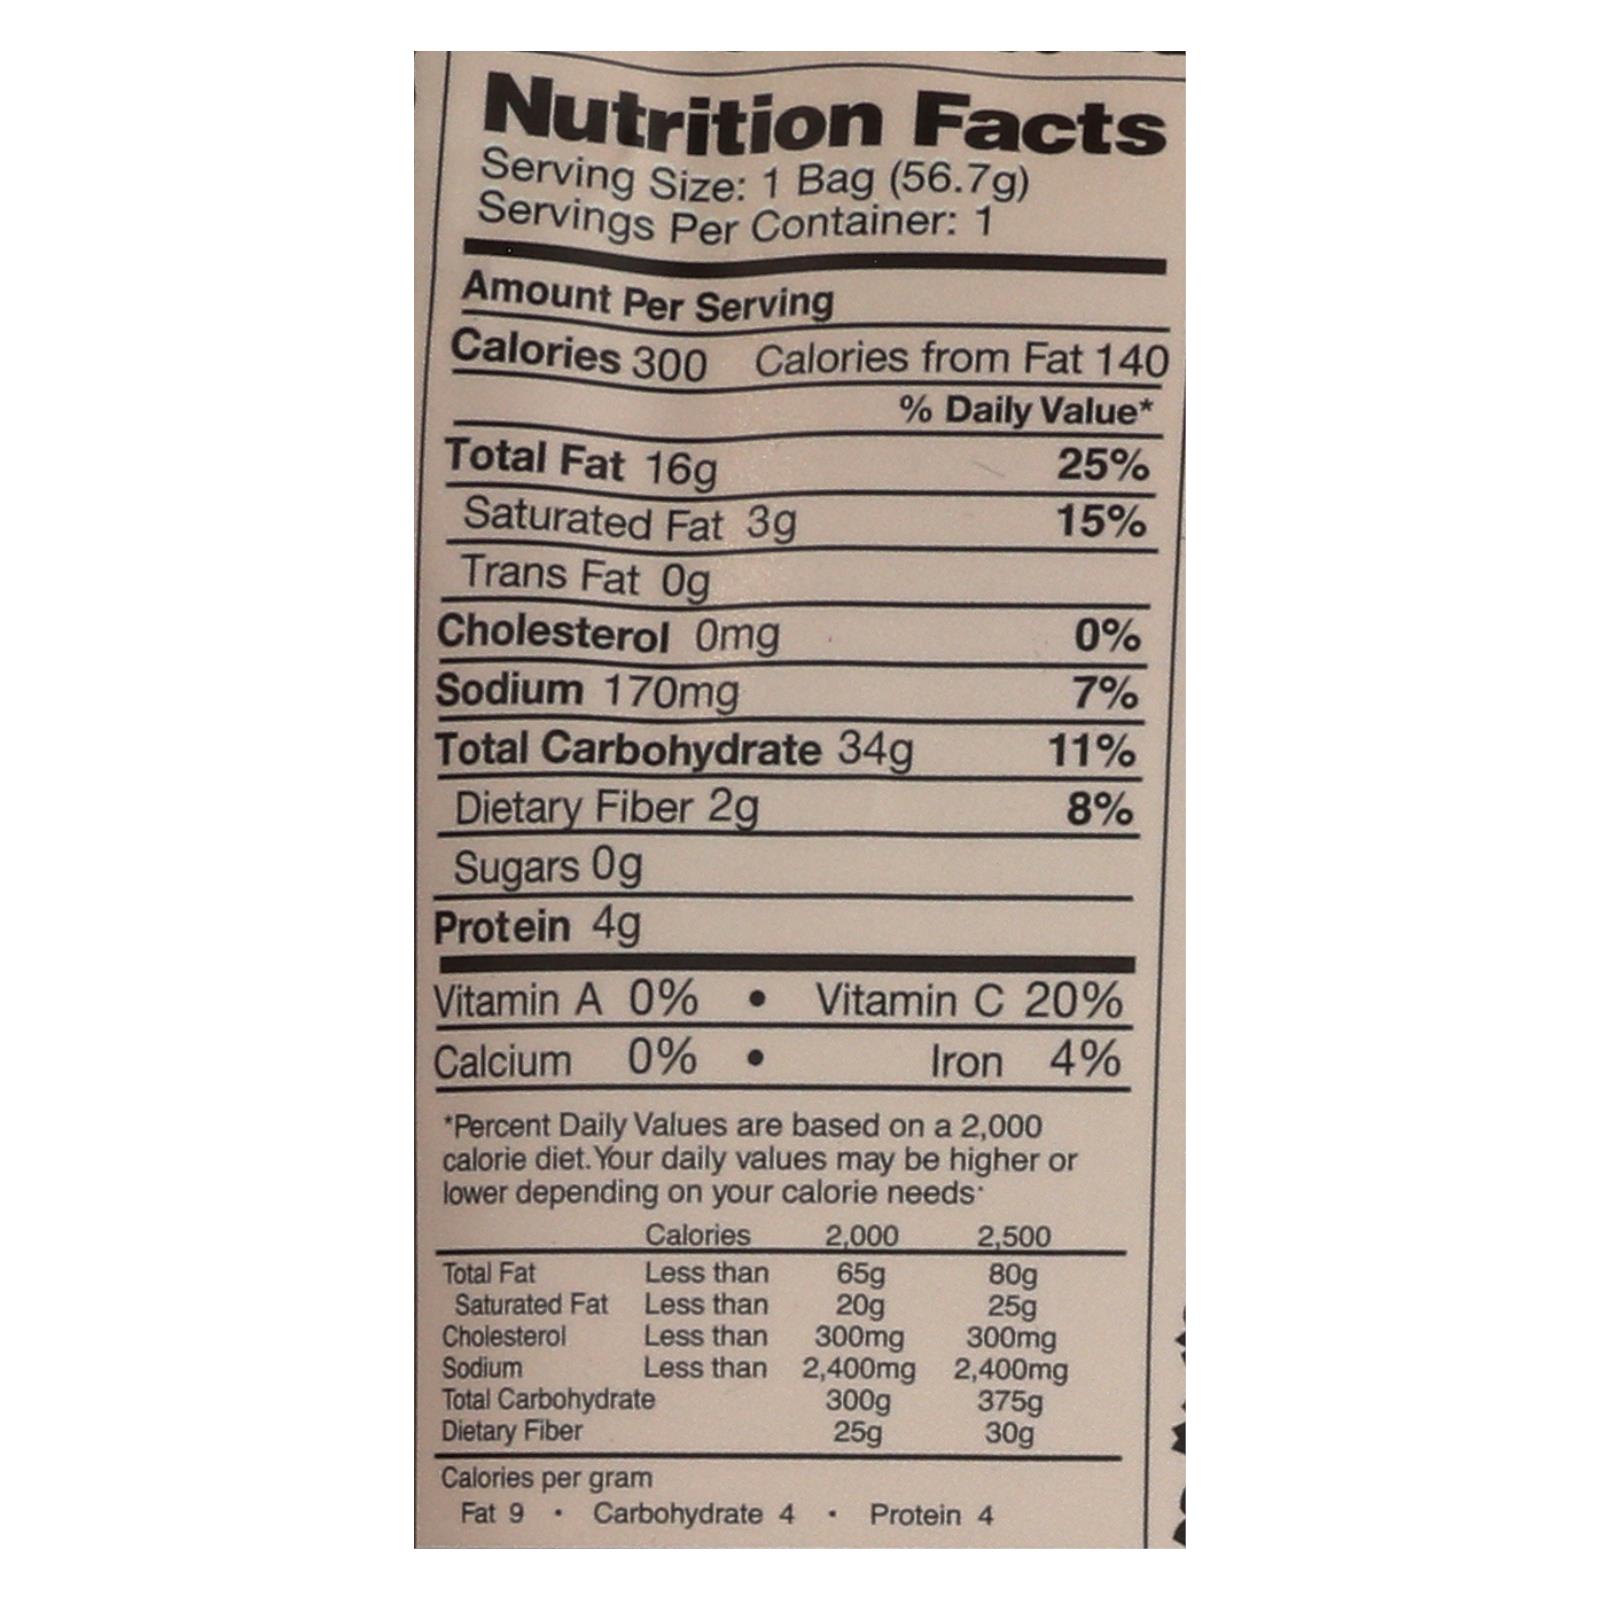 Nutrition Facts
Serving Size: 1 Bag (56.7g)
Servings Per Container: 1
Amount Per Serving
Calories 300 Calories from Fat 140
% Daily Value*
Total Fat 16g 25%
Saturated Fat 3g 15%
Trans Fat 0g
Cholesterol 0mg 0%
Sodium 170mg 7%
Total Carbohydrate 34g 11%
Dietary Fiber 2g 8%
Sugars 0g
Protein 4g
Vitamin A 0% • Vitamin C 20%
Calcium 0% • Iron 4%
*Percent Daily Values are based on a 2,000
calorie diet. Your daily values may be higher or
lower depending on your calorie needs·
Calories 2,000 2,500
Total Fat Less than 65g 80g
Saturated Fat Less than 20g 25g
Cholesterol Less than 300mg 300mg
Sodium Less than 2,400mg 2,400mg
Total Carbohydrate 300g 375g
Dietary Fiber 25g 30g
Calories per gram
Fat 9 • Carbohydrate 4 • Protein 4